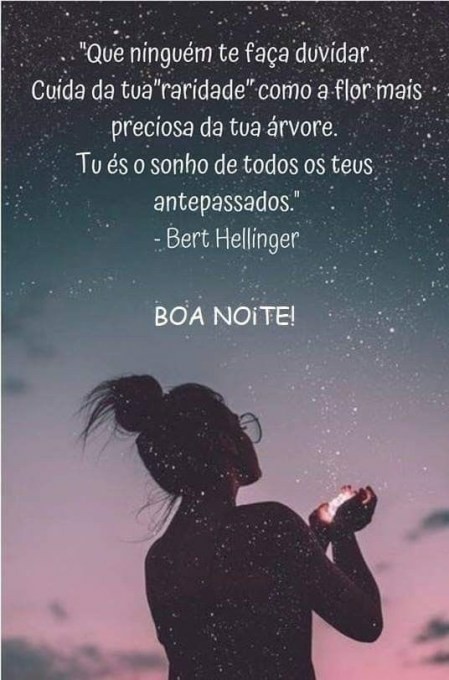 "Que ninguém te faça duvidar.
Cuida da tua"raridade" como a flor mais
preciosa da tua árvore.
Tu és o sonho de todos os teus
antepassados."
- Bert Hellinger
BOA NOiTE!